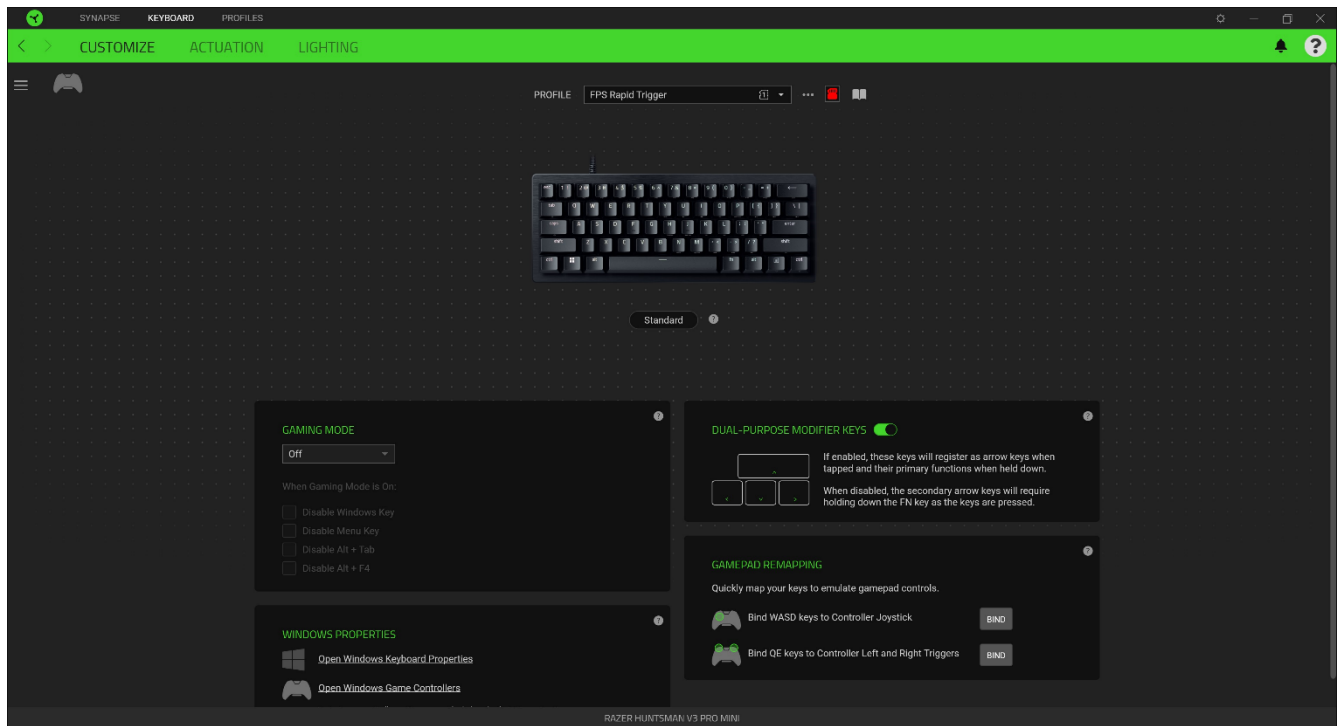 SYNAPSE KEYBOARD PROFILES
CUSTOMIZE ACTUATION LIGHTING
PROFILE FPS Rapid Trigger
Standard
GAMING MODE
Off
When Gaming Mode is On:
Disable Windows Key
Disable Menu Key
Disable Alt + Tab
Disable Alt + F4
WINDOWS PROPERTIES
Open Windows Keyboard Properties
Open Windows Game Controllers
DUAL-PURPOSE MODIFIER KEYS
If enabled, these keys will register as arrow keys when
tapped and their primary functions when held down.
When disabled, the secondary arrow keys will require
holding down the FN key as the keys are pressed.
GAMEPAD REMAPPING
Quickly map your keys to emulate gamepad controls.
Bind WASD keys to Controller Joystick BIND
Bind QE keys to Controller Left and Right Triggers BIND
RAZER HUNTSMAN V3 PRO MINI